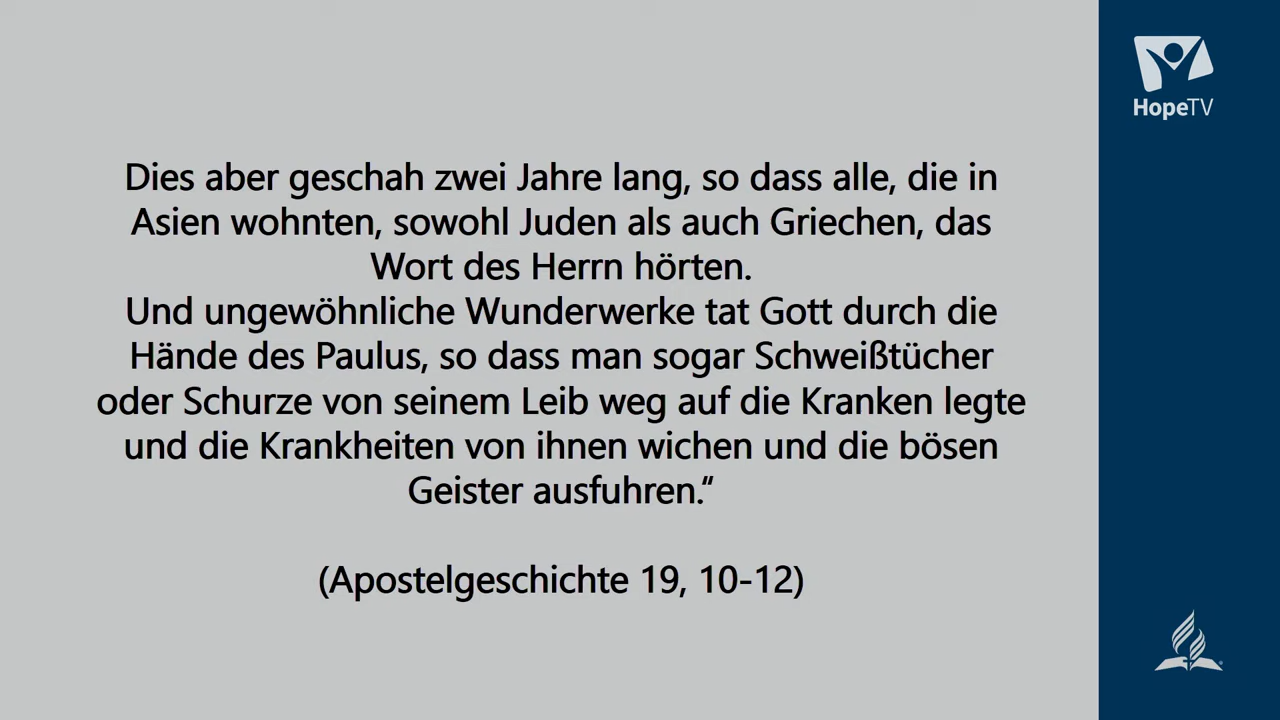 Dies aber geschah zwei Jahre lang, so dass alle, die in
Asien wohnten, sowohl Juden als auch Griechen, das
Wort des Herrn hörten.
Und ungewöhnliche Wunderwerke tat Gott durch die
Hände des Paulus, so dass man sogar Schweißtücher
oder Schurze von seinem Leib weg auf die Kranken legte
und die Krankheiten von ihnen wichen und die bösen
Geister ausfuhren.“
(Apostelgeschichte 19, 10-12)
HopeTV